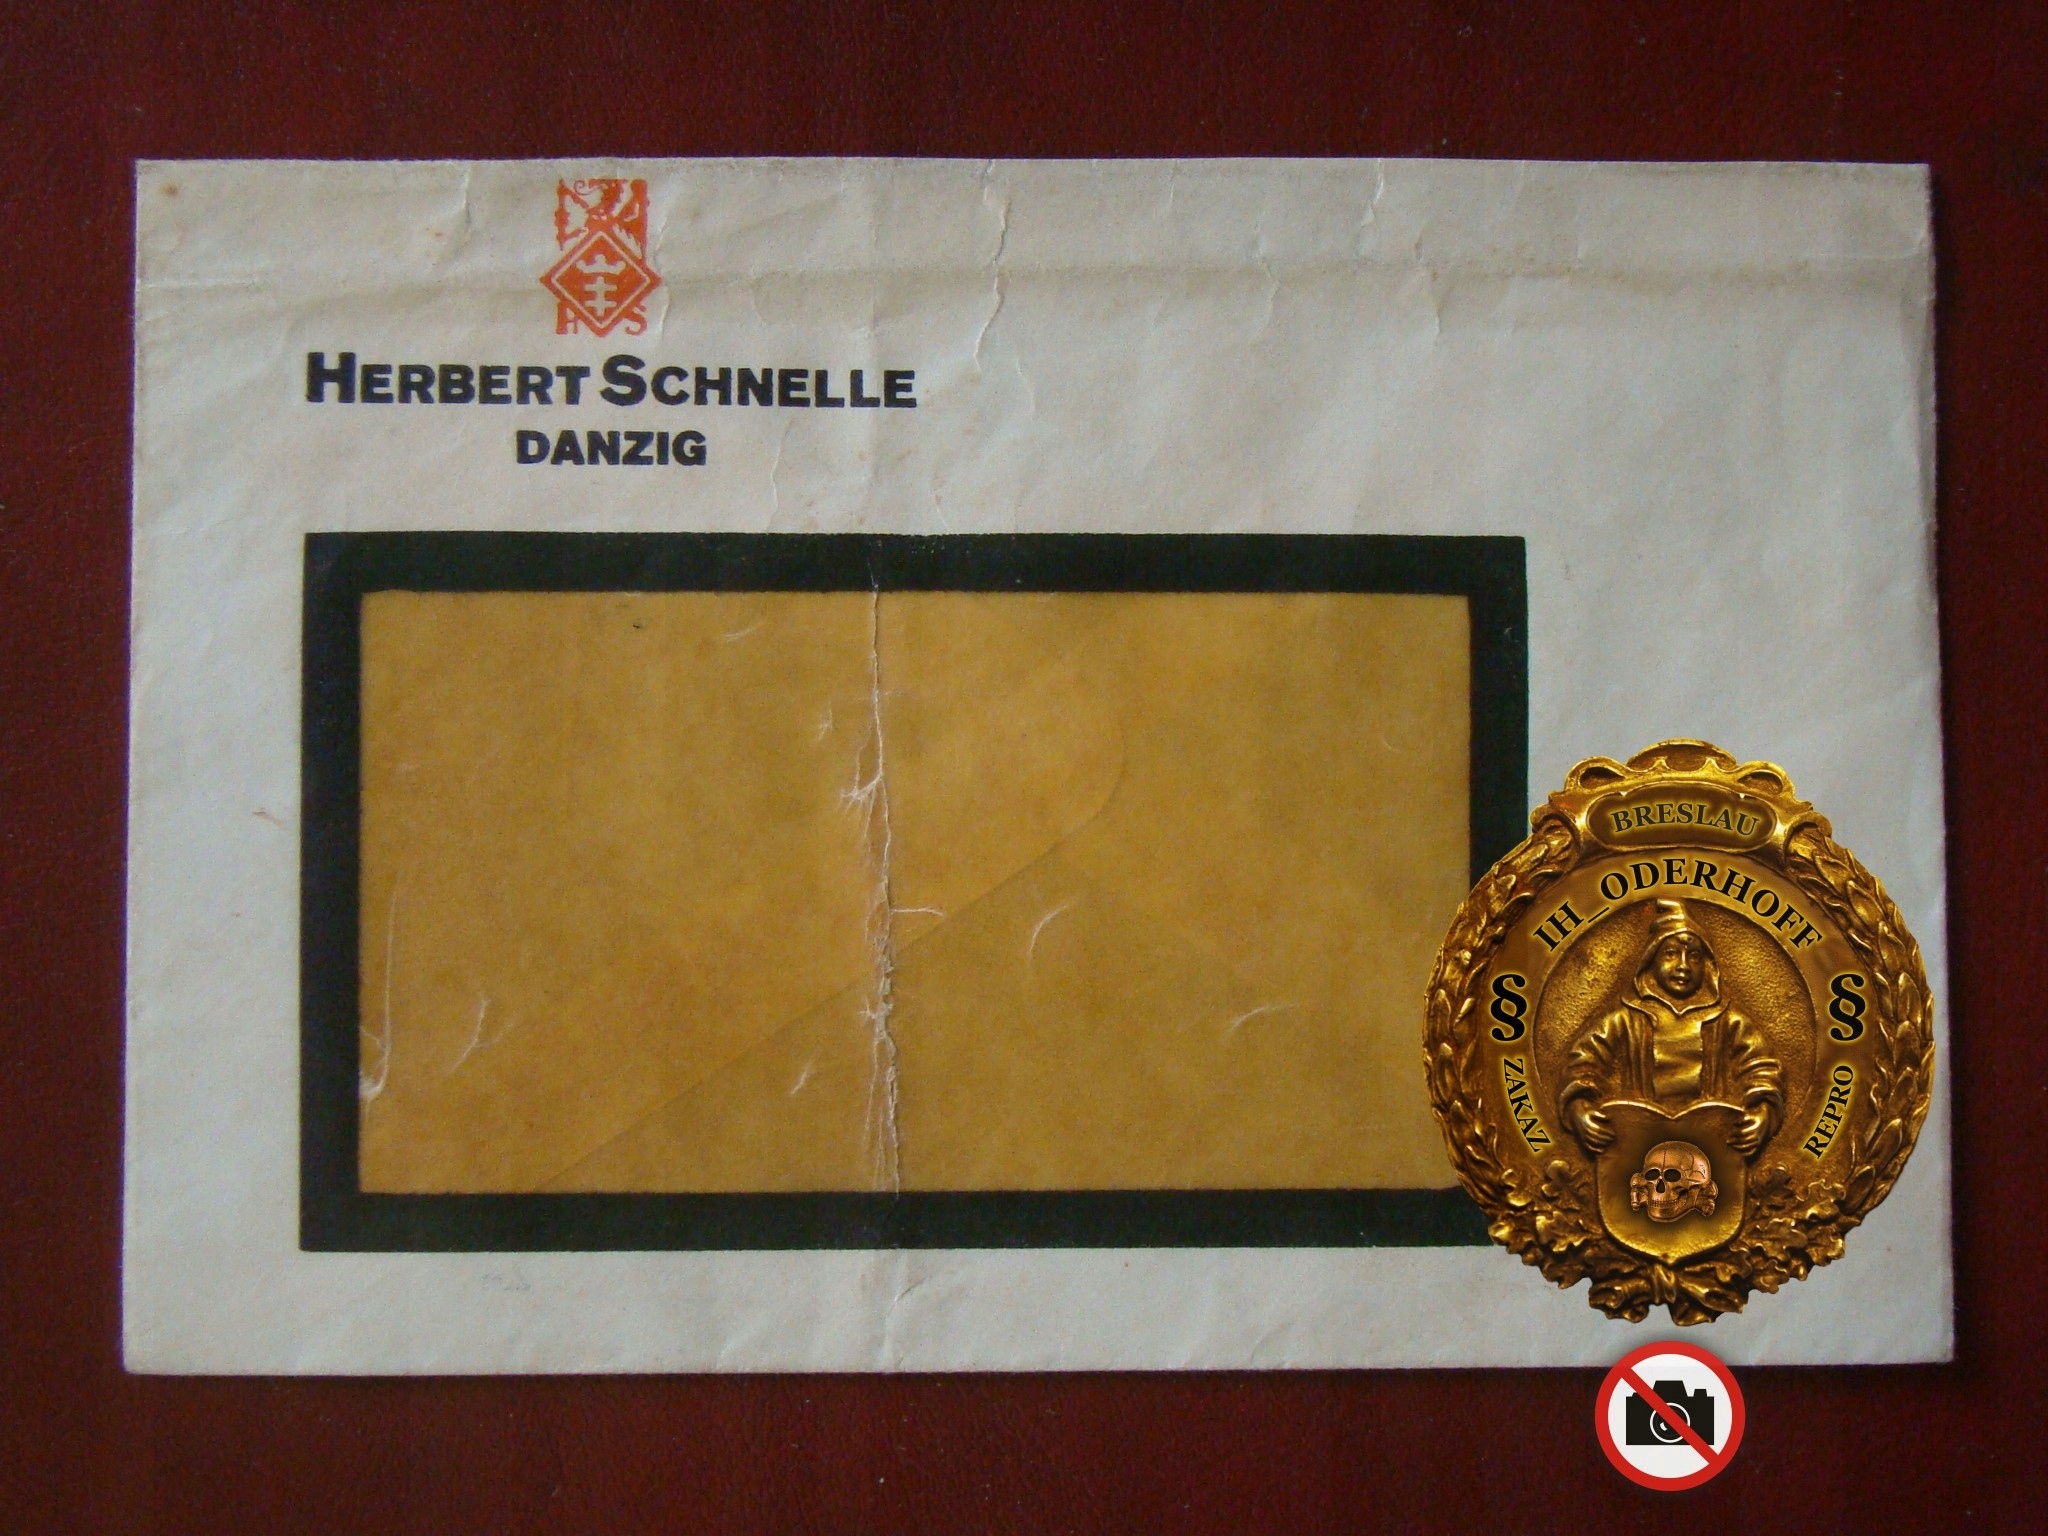 H S
HERBERT SCHNELLE
DANZIG
BRESLAU
IH_ODERHOFF
§ §
ZAKAZ REPRO